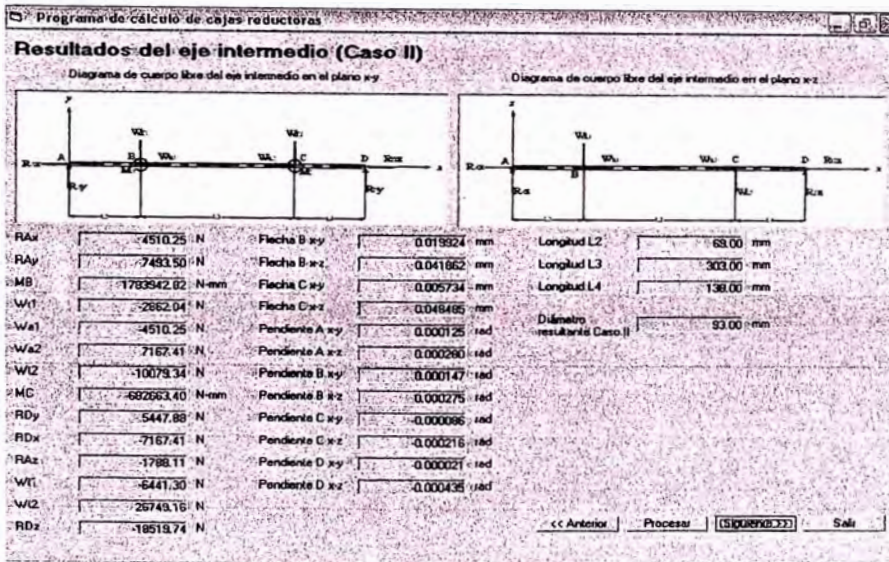 Programa de cálculo de cajas reductoras
Resultados del eje intermedio (Caso II)
Diagrama de cuerpo libre del eje intermedio en el plano x-y
Diagrama de cuerpo libre del eje intermedio en el plano x-z
y
A B C D x
z
A B C D x
RAx 4510.25 N
RAy -7493.50 N
MB 1783942.82 N-mm
Wr1 -2862.04 N
Wa1 -4510.25 N
Wa2 7167.41 N
Wr2 -10079.34 N
MC -682663.40 N-mm
RDy 5447.88 N
RDx -7167.41 N
RAz -1788.11 N
Wt1 -6441.30 N
Wt2 26749.16 N
RDz -18519.74 N
Flecha B x-y 0.019924 mm
Flecha B x-z 0.041862 mm
Flecha C x-y 0.005734 mm
Flecha C x-z 0.048485 mm
Pendiente A x-y 0.000125 rad
Pendiente A x-z 0.000280 rad
Pendiente B x-y 0.000147 rad
Pendiente B x-z 0.000275 rad
Pendiente C x-y -0.000086 rad
Pendiente C x-z -0.000216 rad
Pendiente D x-y -0.000021 rad
Pendiente D x-z -0.000435 rad
Longitud L2 69.00 mm
Longitud L3 303.00 mm
Longitud L4 138.00 mm
Diámetro
resultante Caso II 93.00 mm
<< Anterior Procesar Siguiente >> Salir